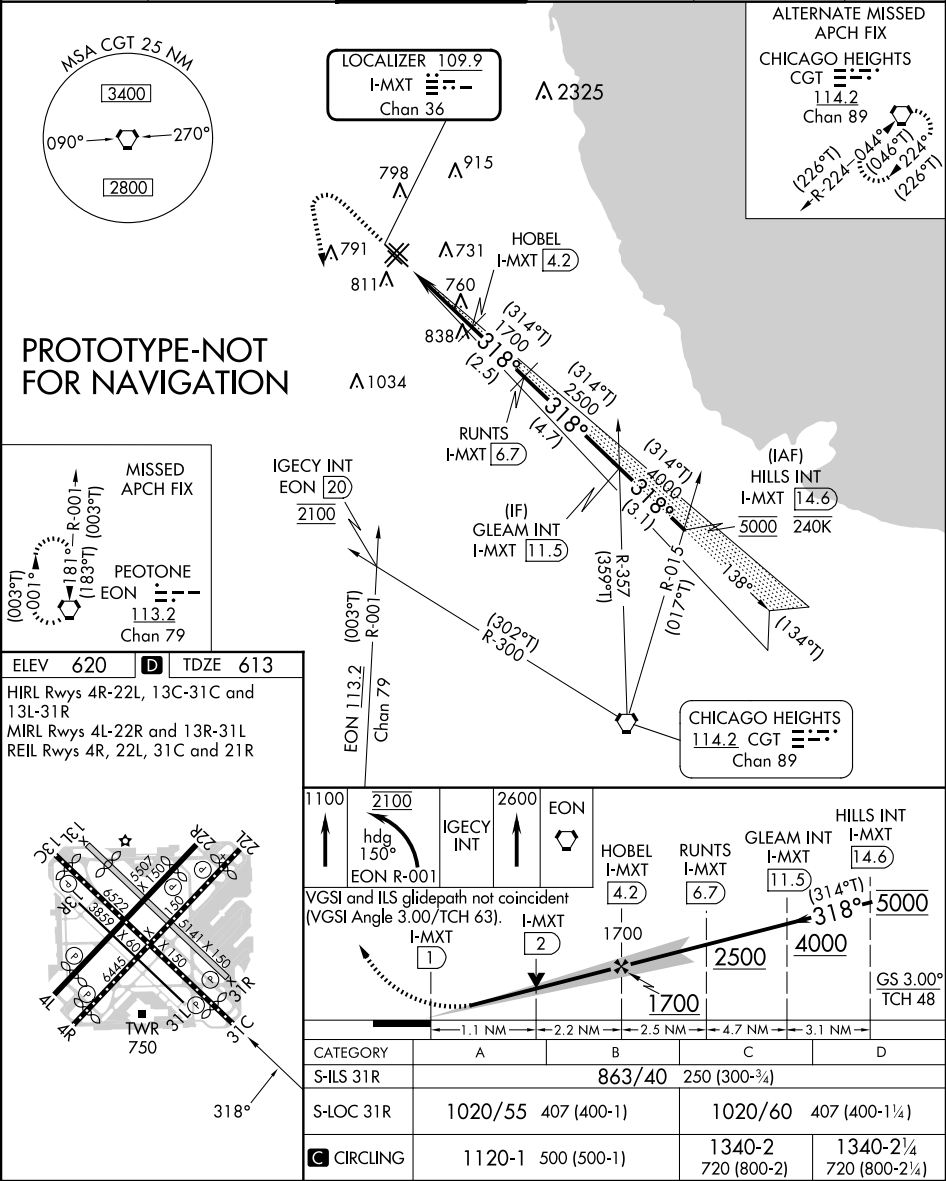 MSA CGT 25 NM
3400
090°
270°
2800
LOCALIZER 109.9
I-MXT
Chan 36
2325
ALTERNATE MISSED
APCH FIX
CHICAGO HEIGHTS
CGT
114.2
Chan 89
R-224
044°
(046°T)
224°
(226°T)
(226°T)
915
798
791
731
811
760
838
1034
HOBEL
I-MXT 4.2
(314°T)
1700
318°
(2.5)
RUNTS
I-MXT 6.7
(314°T)
2500
318°
(4.7)
(IF)
GLEAM INT
I-MXT 11.5
(314°T)
4000
318°
(3.1)
(IAF)
HILLS INT
I-MXT 14.6
5000 240K
138°
(134°T)
R-357
(359°T)
R-015
(017°T)
PROTOTYPE-NOT
FOR NAVIGATION
IGECY INT
EON 20
2100
(003°T)
R-001
EON 113.2
Chan 79
(302°T)
R-300
CHICAGO HEIGHTS
114.2 CGT
Chan 89
MISSED
APCH FIX
R-001
(003°T)
181°
(183°T)
001°
(003°T)
PEOTONE
EON
113.2
Chan 79
ELEV 620 D TDZE 613
HIRL Rwys 4R-22L, 13C-31C and
13L-31R
MIRL Rwys 4L-22R and 13R-31L
REIL Rwys 4R, 22L, 31C and 21R
13C
13L
22R
22L
13R
5507 X 150
6522 X 150
3859 X 60
5141 X 150
6445 X 150
P
P
P
P
P
P
4L
4R
31L
31R
31C
TWR
750
318°
1100
2100
hdg
150°
EON R-001
IGECY
INT
2600
EON
VGSI and ILS glidepath not coincident
(VGSI Angle 3.00/TCH 63).
I-MXT
1
I-MXT
2
HOBEL
I-MXT
4.2
1700
1700
RUNTS
I-MXT
6.7
2500
GLEAM INT
I-MXT
11.5
4000
(314°T)
318°
HILLS INT
I-MXT
14.6
5000
GS 3.00°
TCH 48
1.1 NM 2.2 NM 2.5 NM 4.7 NM 3.1 NM
CATEGORY A B C D
S-ILS 31R 863/40 250 (300-¾)
S-LOC 31R 1020/55 407 (400-1) 1020/60 407 (400-1¼)
C CIRCLING 1120-1 500 (500-1) 1340-2 720 (800-2) 1340-2¼ 720 (800-2¼)